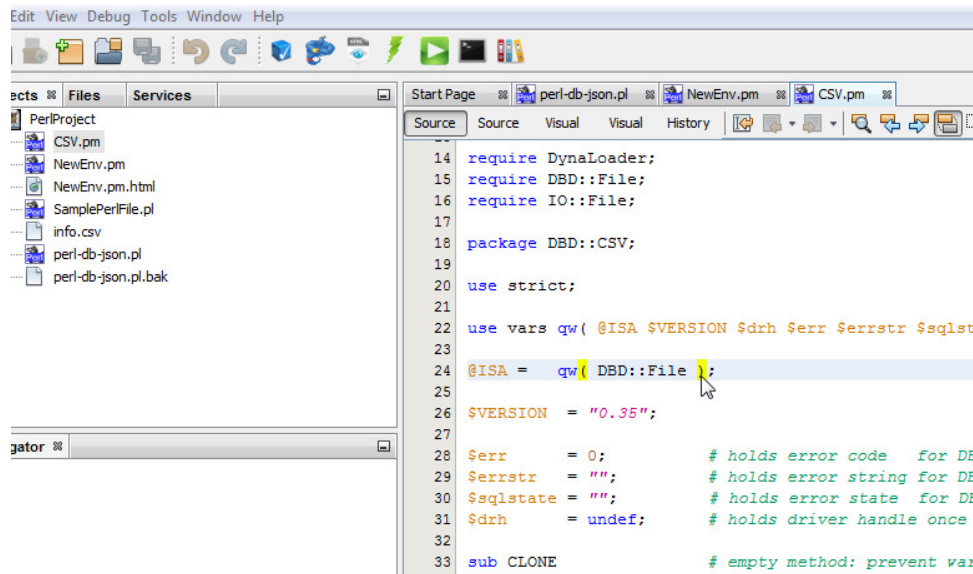 Edit View Debug Tools Window Help
Files Services
PerlProject
CSV.pm
NewEnv.pm
NewEnv.pm.html
SamplePerlFile.pl
info.csv
perl-db-json.pl
perl-db-json.pl.bak
Start Page perl-db-json.pl NewEnv.pm CSV.pm
Source Source Visual Visual History
14 require DynaLoader;
15 require DBD::File;
16 require IO::File;
17
18 package DBD::CSV;
19
20 use strict;
21
22 use vars qw( @ISA $VERSION $drh $err $errstr $sqlst
23
24 @ISA = qw( DBD::File );
25
26 $VERSION = "0.35";
27
28 $err = 0; # holds error code for DB
29 $errstr = ""; # holds error string for DB
30 $sqlstate = ""; # holds error state for DB
31 $drh = undef; # holds driver handle once
32
33 sub CLONE # empty method: prevent war